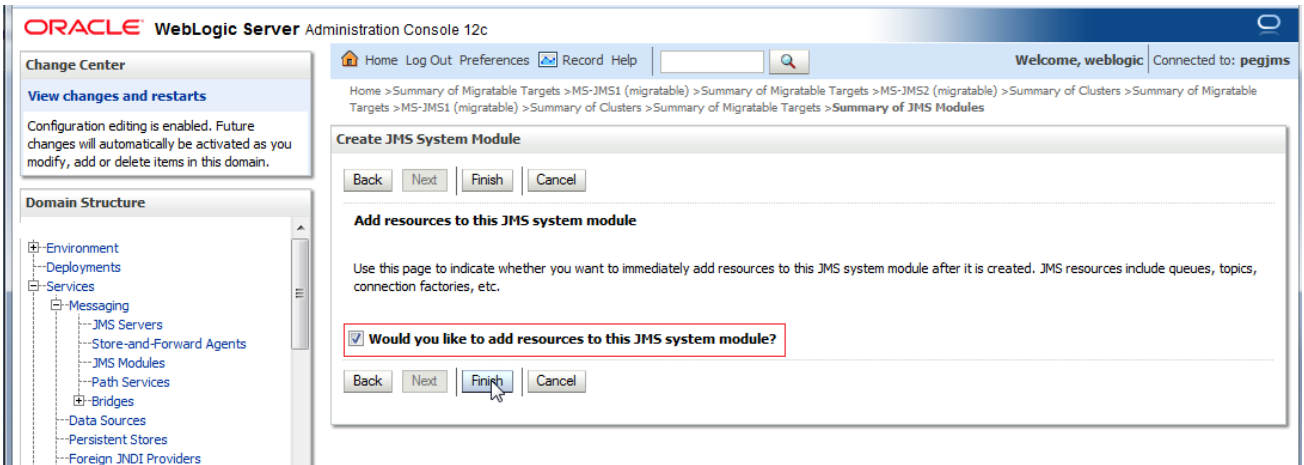 ORACLE WebLogic Server Administration Console 12c
Change Center
View changes and restarts
Configuration editing is enabled. Future
changes will automatically be activated as you
modify, add or delete items in this domain.
Domain Structure
Environment
Deployments
Services
Messaging
JMS Servers
Store-and-Forward Agents
JMS Modules
Path Services
Bridges
Data Sources
Persistent Stores
Foreign JNDI Providers
Home Log Out Preferences Record Help
Welcome, weblogic Connected to: pegjms
Home >Summary of Migratable Targets >MS-JMS1 (migratable) >Summary of Migratable Targets >MS-JMS2 (migratable) >Summary of Clusters >Summary of Migratable
Targets >MS-JMS1 (migratable) >Summary of Clusters >Summary of Migratable Targets >Summary of JMS Modules
Create JMS System Module
Back Next Finish Cancel
Add resources to this JMS system module
Use this page to indicate whether you want to immediately add resources to this JMS system module after it is created. JMS resources include queues, topics,
connection factories, etc.
Would you like to add resources to this JMS system module?
Back Next Finish Cancel